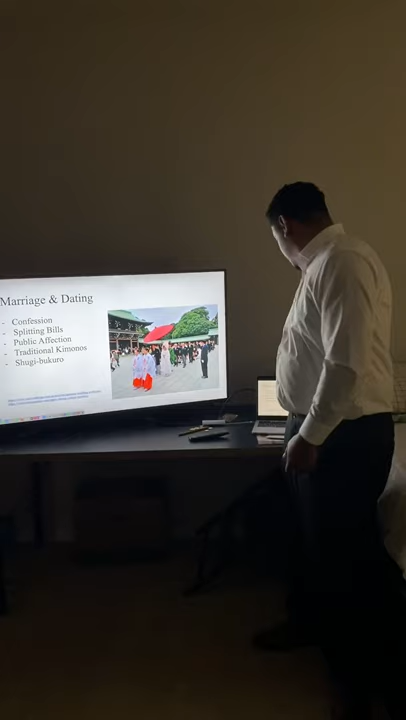 Marriage & Dating
- Confession
- Splitting Bills
- Public Affection
- Traditional Kimonos
- Shugi-bukuro